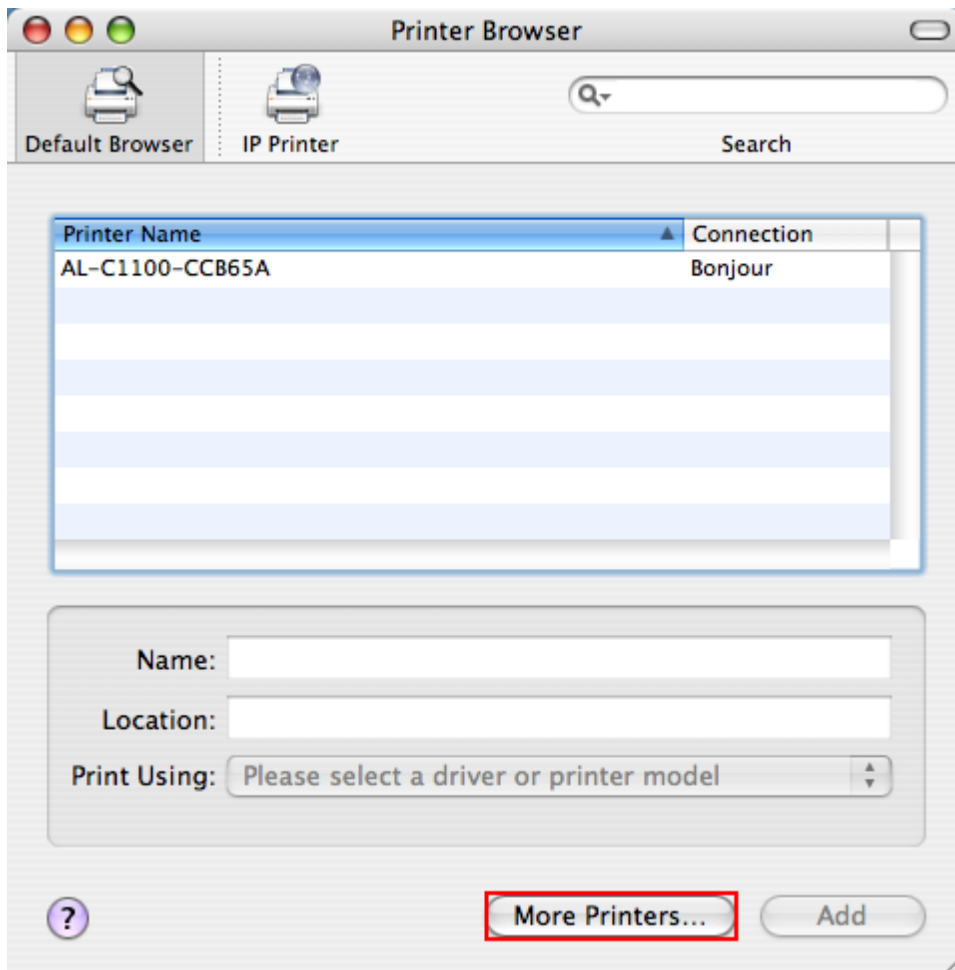 Printer Browser
Default Browser
IP Printer
Search
Printer Name Connection
AL-C1100-CCB65A Bonjour
Name:
Location:
Print Using: Please select a driver or printer model
? More Printers... Add